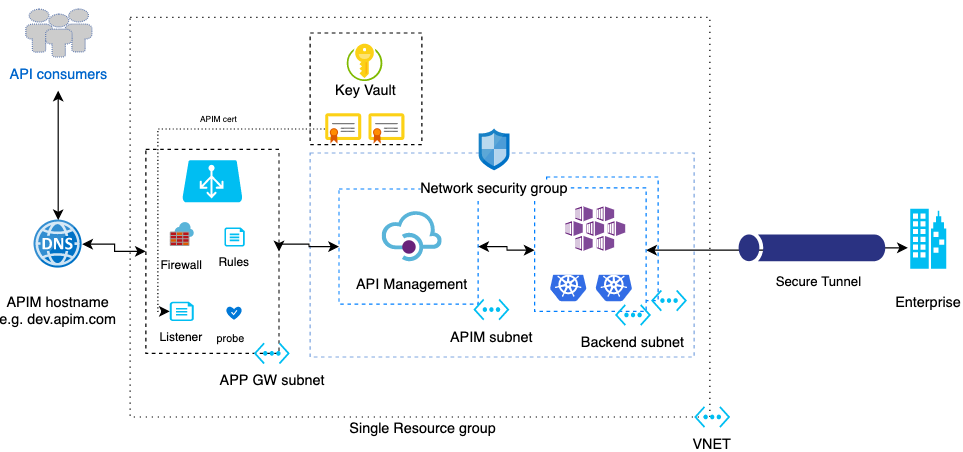 API consumers
Key Vault
APIM cert
Network security group
DNS
Firewall
Rules
API Management
Secure Tunnel
APIM hostname
e.g. dev.apim.com
Enterprise
Listener
probe
APIM subnet
Backend subnet
APP GW subnet
Single Resource group
VNET